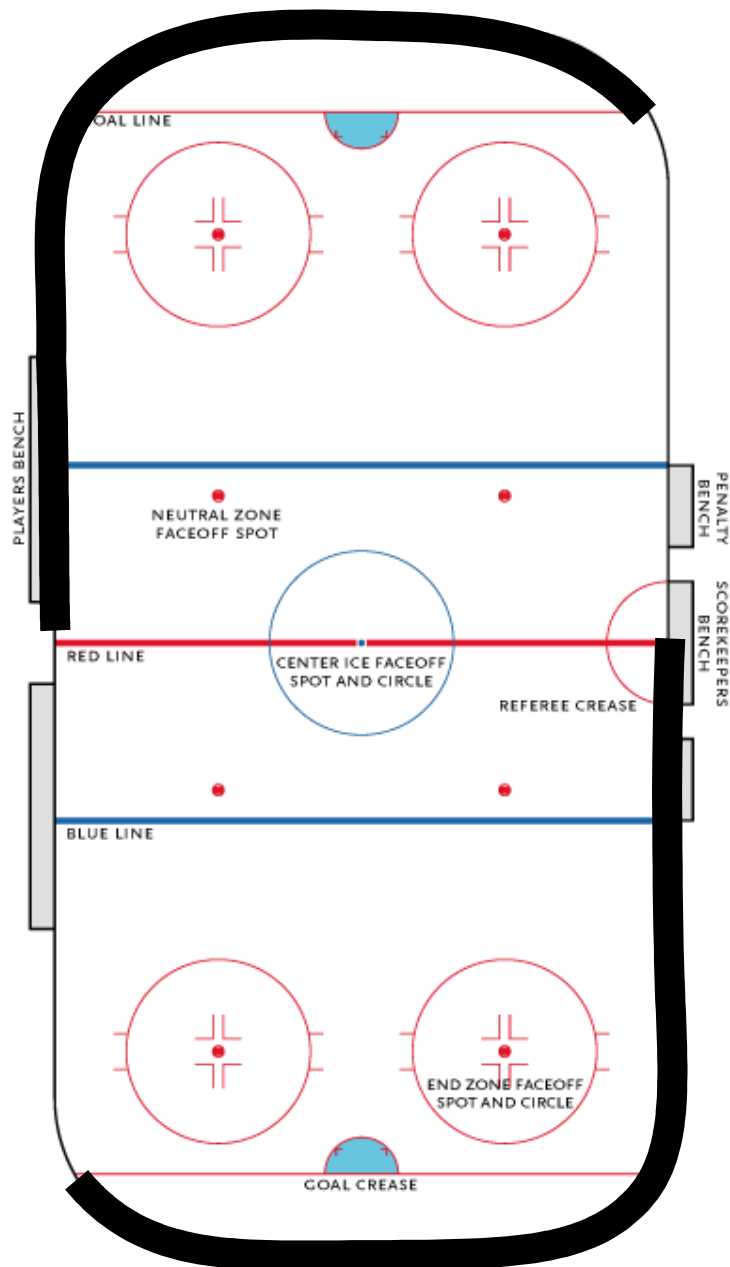 OAL LINE
PLAYERS BENCH
PENALTY
BENCH
NEUTRAL ZONE
FACEOFF SPOT
SCOREKEEPERS
BENCH
RED LINE
CENTER ICE FACEOFF
SPOT AND CIRCLE
REFEREE CREASE
BLUE LINE
END ZONE FACEOFF
SPOT AND CIRCLE
GOAL CREASE